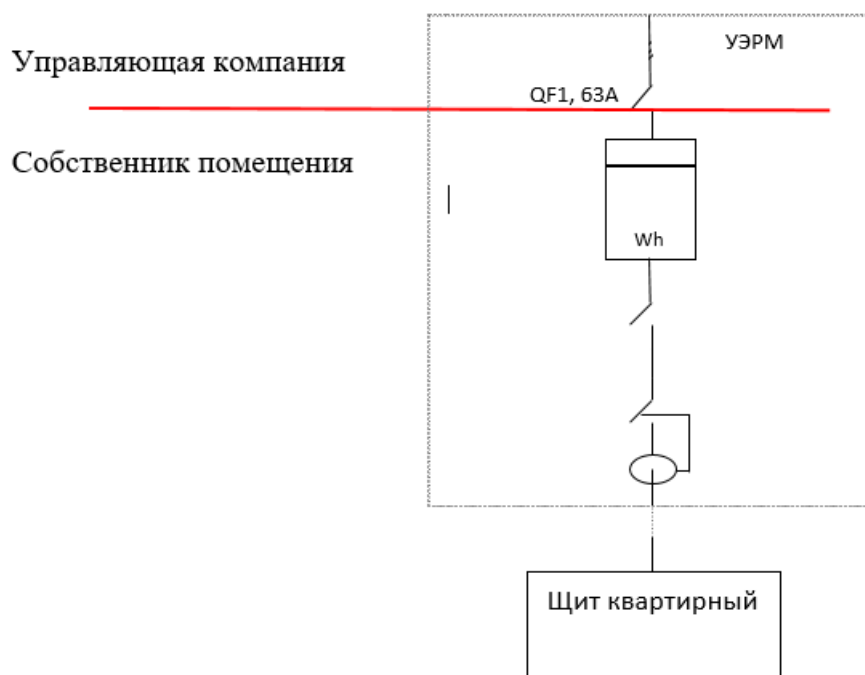 УЭРМ
Управляющая компания
QF1, 63А
Собственник помещения
Wh
Щит квартирный